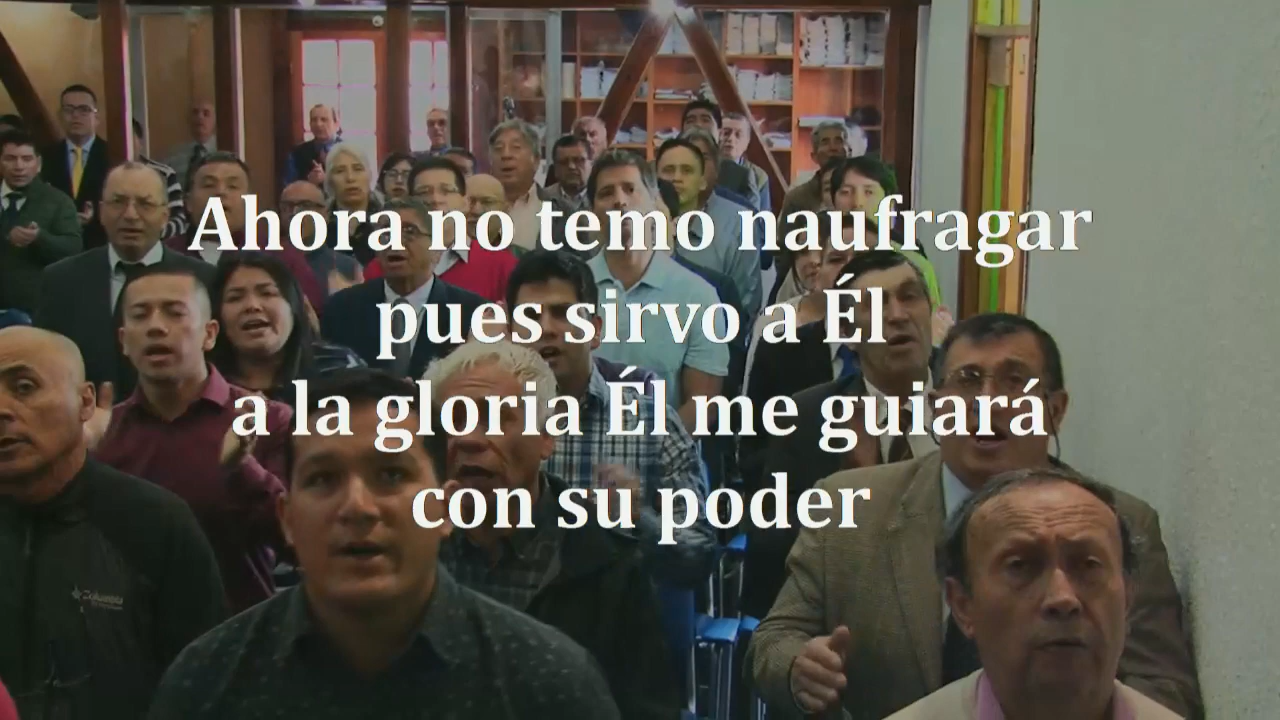 Ahora no temo naufragar
pues sirvo a Él
a la gloria Él me guiará
con su poder